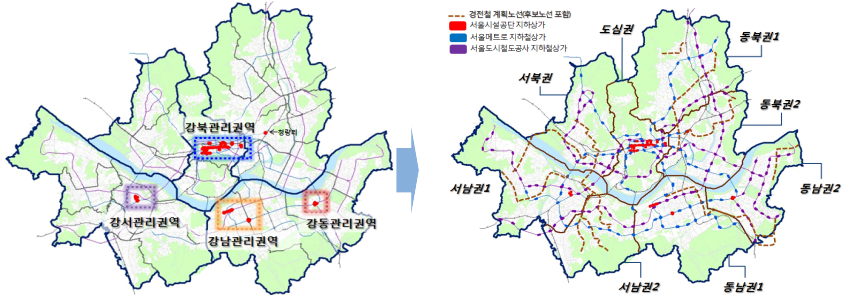 강북관리권역
청량리
강서관리권역
강남관리권역
강동관리권역
경전철 계획노선(후보노선 포함)
서울시설공단 지하상가
서울메트로 지하철상가
서울도시철도공사 지하철상가
도심권
동북권1
서북권
동북권2
서남권1
동남권2
서남권2
동남권1